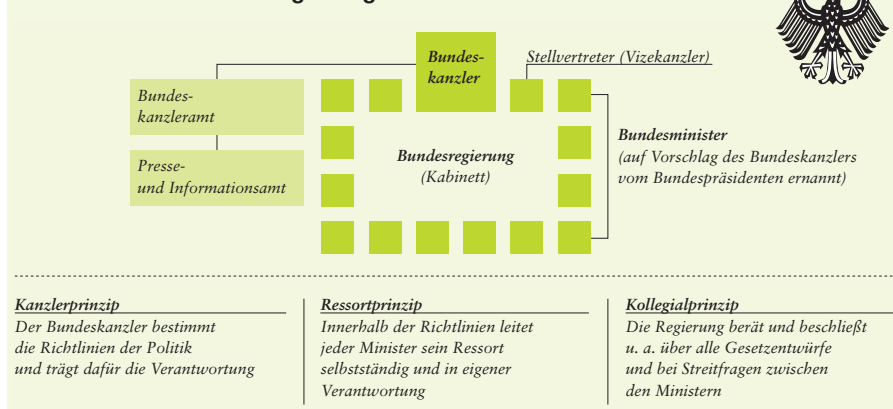 Bundes-
kanzler
Stellvertreter (Vizekanzler)
Bundes-
kanzleramt
Presse-
und Informationsamt
Bundesregierung
(Kabinett)
Bundesminister
(auf Vorschlag des Bundeskanzlers
vom Bundespräsidenten ernannt)
Kanzlerprinzip
Der Bundeskanzler bestimmt
die Richtlinien der Politik
und trägt dafür die Verantwortung
Ressortprinzip
Innerhalb der Richtlinien leitet
jeder Minister sein Ressort
selbstständig und in eigener
Verantwortung
Kollegialprinzip
Die Regierung berät und beschließt
u. a. über alle Gesetzentwürfe
und bei Streitfragen zwischen
den Ministern